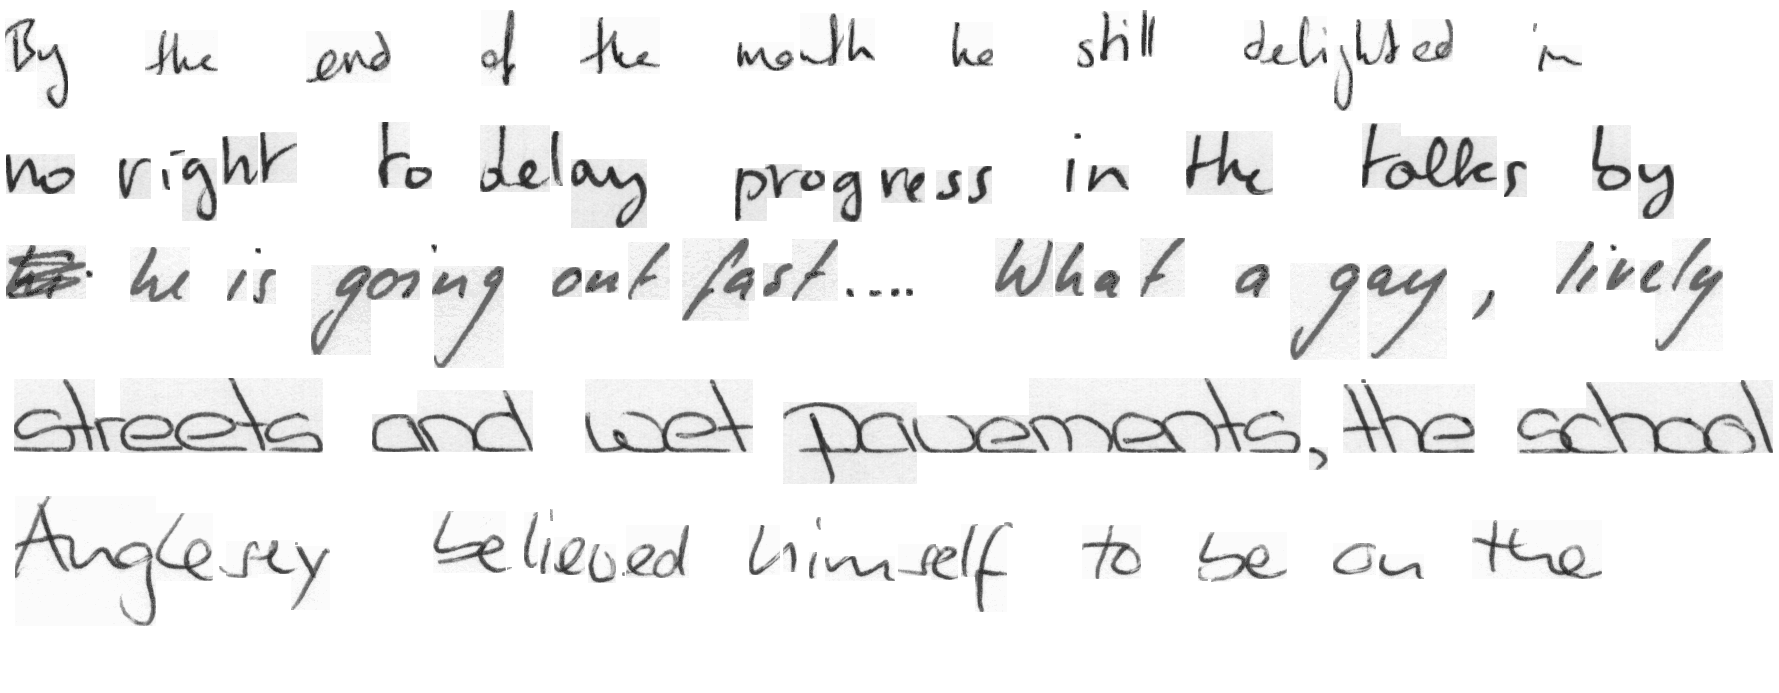 By the end of the month he still delighted in
no right to delay progress in the talks by
he is going out fast.... What a gay, lively
streets and wet pavements, the school
Anglesey believed himself to be on the